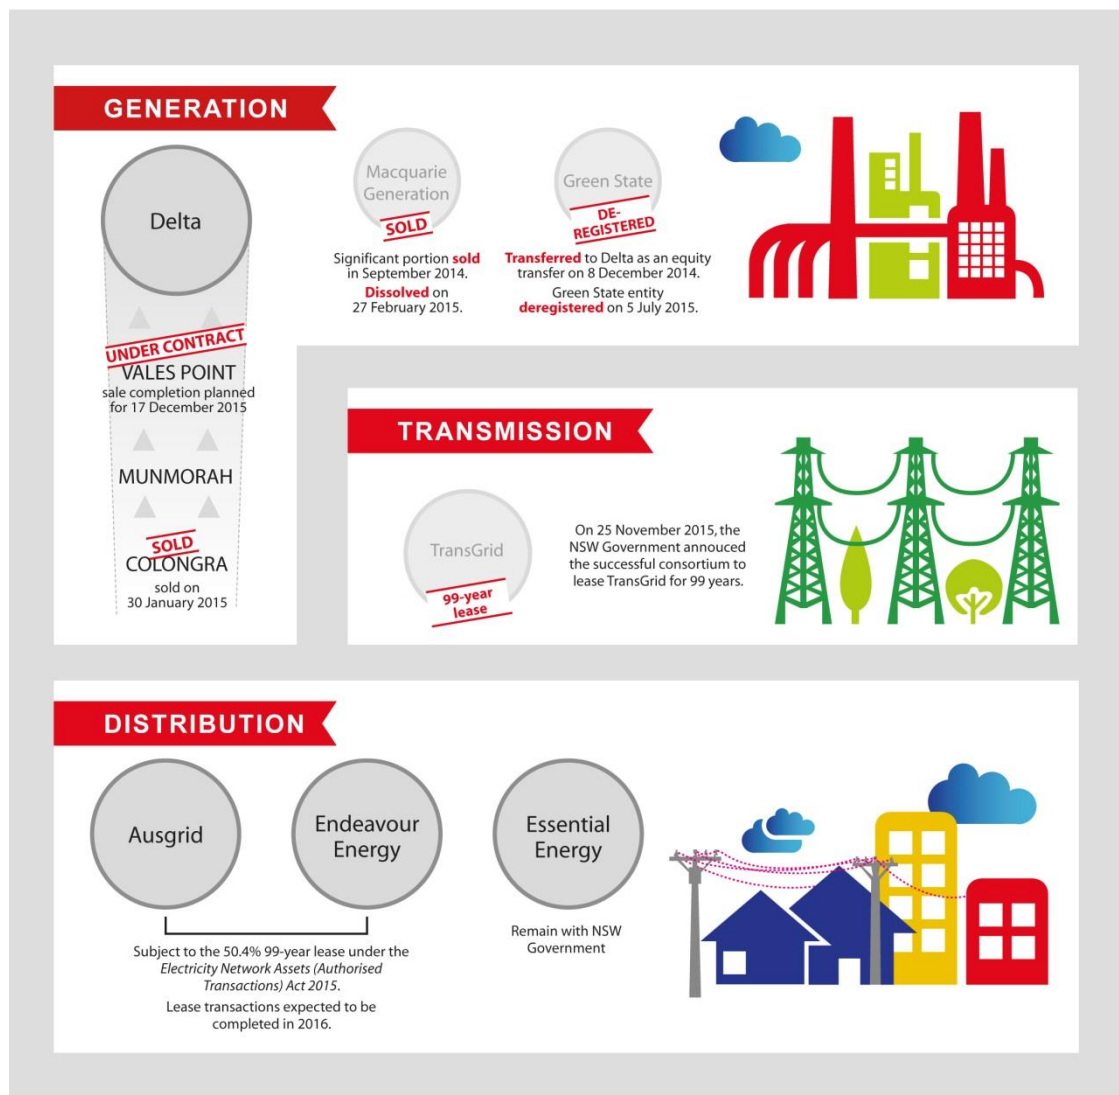 GENERATION
Delta
UNDER CONTRACT
VALES POINT
sale completion planned
for 17 December 2015
MUNMORAH
SOLD
COLONGRA
sold on
30 January 2015
Macquarie
Generation
SOLD
Significant portion sold
in September 2014.
Dissolved on
27 February 2015.
Green State
DE-
REGISTERED
Transferred to Delta as an equity
transfer on 8 December 2014.
Green State entity
deregistered on 5 July 2015.
TRANSMISSION
TransGrid
99-year
lease
On 25 November 2015, the
NSW Government annouced
the successful consortium to
lease TransGrid for 99 years.
DISTRIBUTION
Ausgrid
Endeavour
Energy
Subject to the 50.4% 99-year lease under the
Electricity Network Assets (Authorised
Transactions) Act 2015.
Lease transactions expected to be
completed in 2016.
Essential
Energy
Remain with NSW
Government